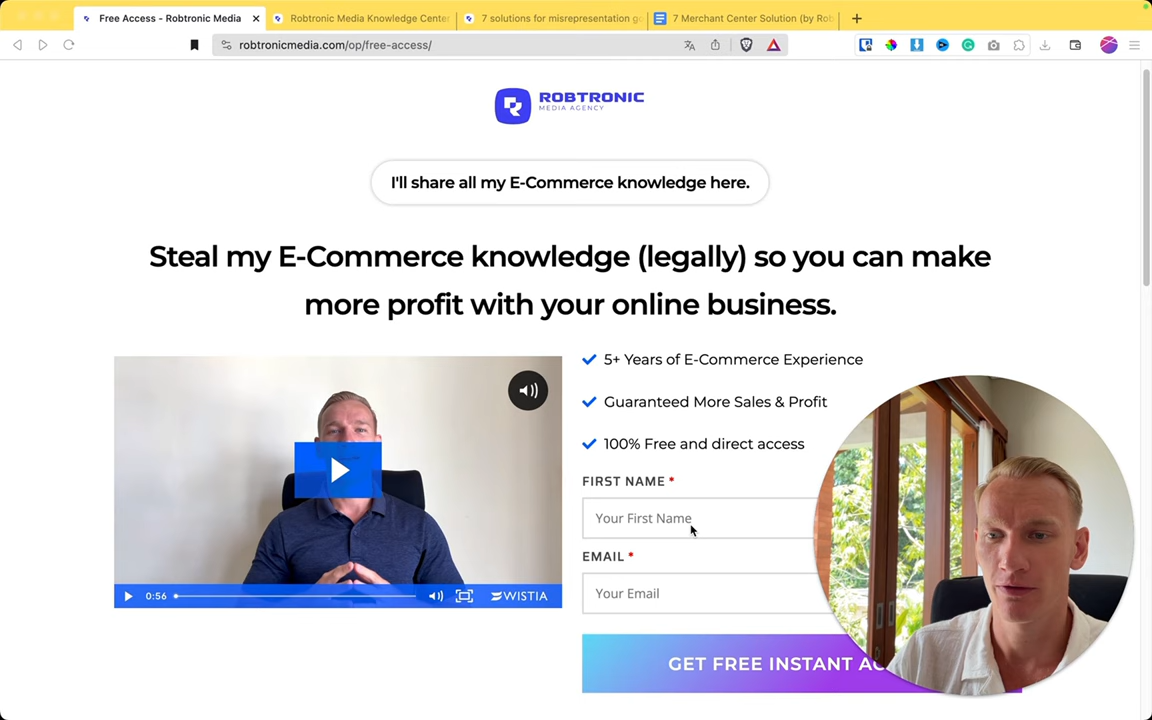 Free Access - Robtronic Media
Robtronic Media Knowledge Center
7 solutions for misrepresentation go
7 Merchant Center Solution (by Rob
robtronicmedia.com/op/free-access/
ROBTRONIC
MEDIA AGENCY
I'll share all my E-Commerce knowledge here.
Steal my E-Commerce knowledge (legally) so you can make
more profit with your online business.
5+ Years of E-Commerce Experience
Guaranteed More Sales & Profit
100% Free and direct access
FIRST NAME *
Your First Name
EMAIL *
Your Email
GET FREE INSTANT AC
0:56
WISTIA